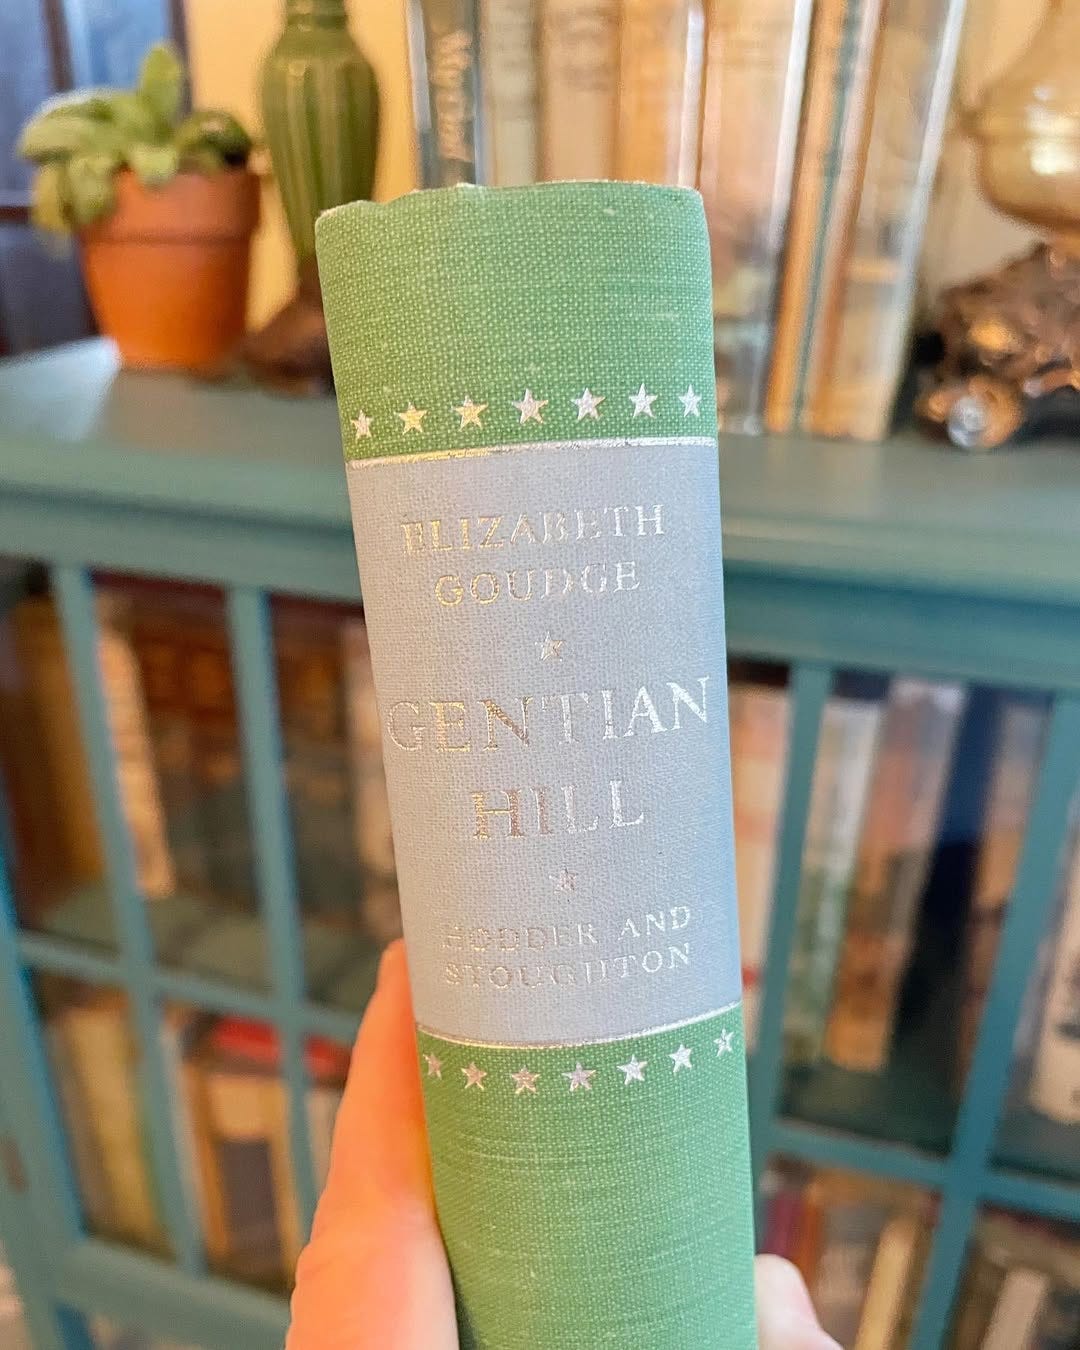 ELIZABETH
GOUDGE
GENTIAN
HILL
HODDER AND
STOUGHTON